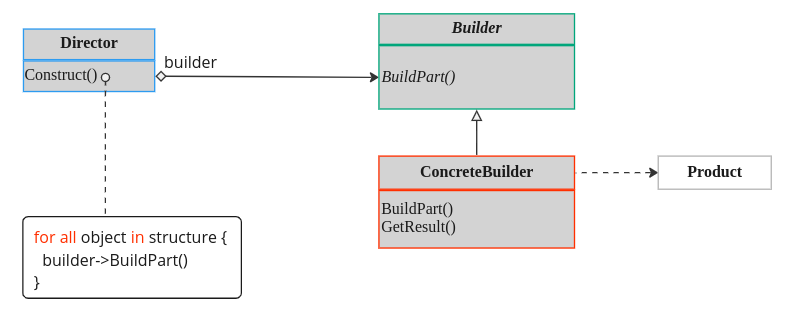 Director
Construct()
builder
Builder
BuildPart()
ConcreteBuilder
BuildPart()
GetResult()
Product
for all object in structure {
builder->BuildPart()
}